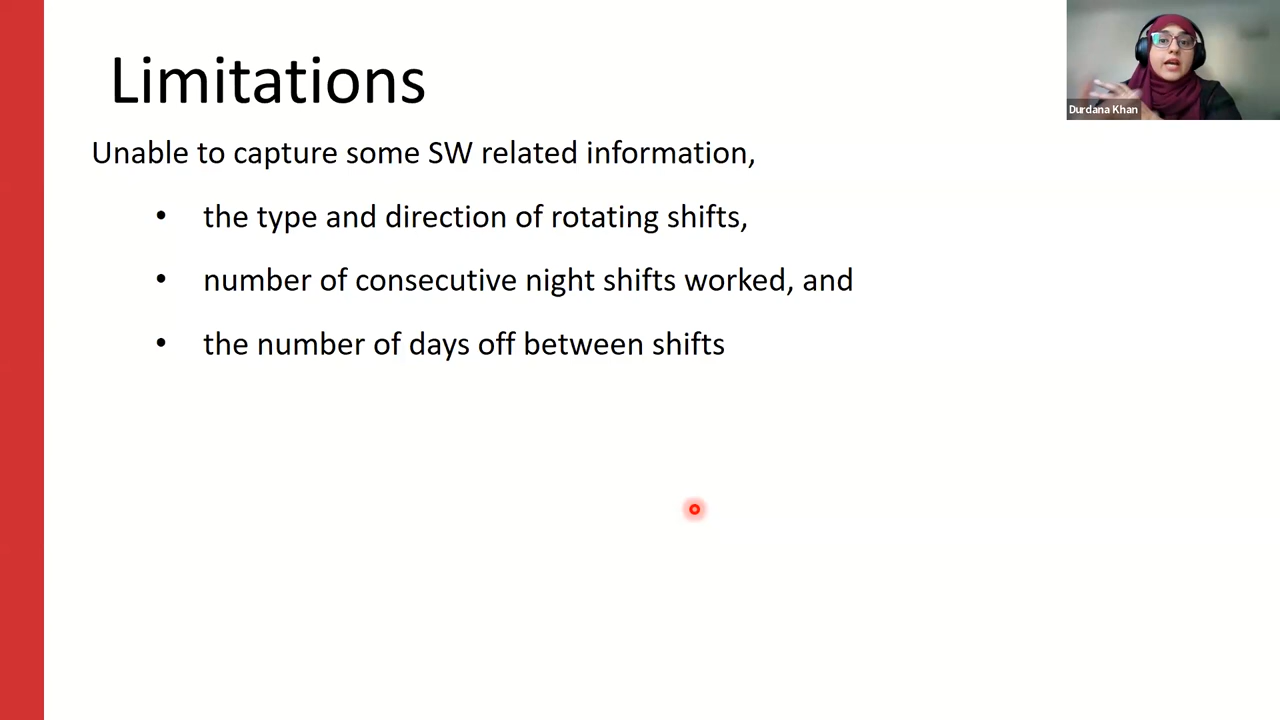 Limitations
Durdana Khan
Unable to capture some SW related information,
• the type and direction of rotating shifts,
• number of consecutive night shifts worked, and
• the number of days off between shifts